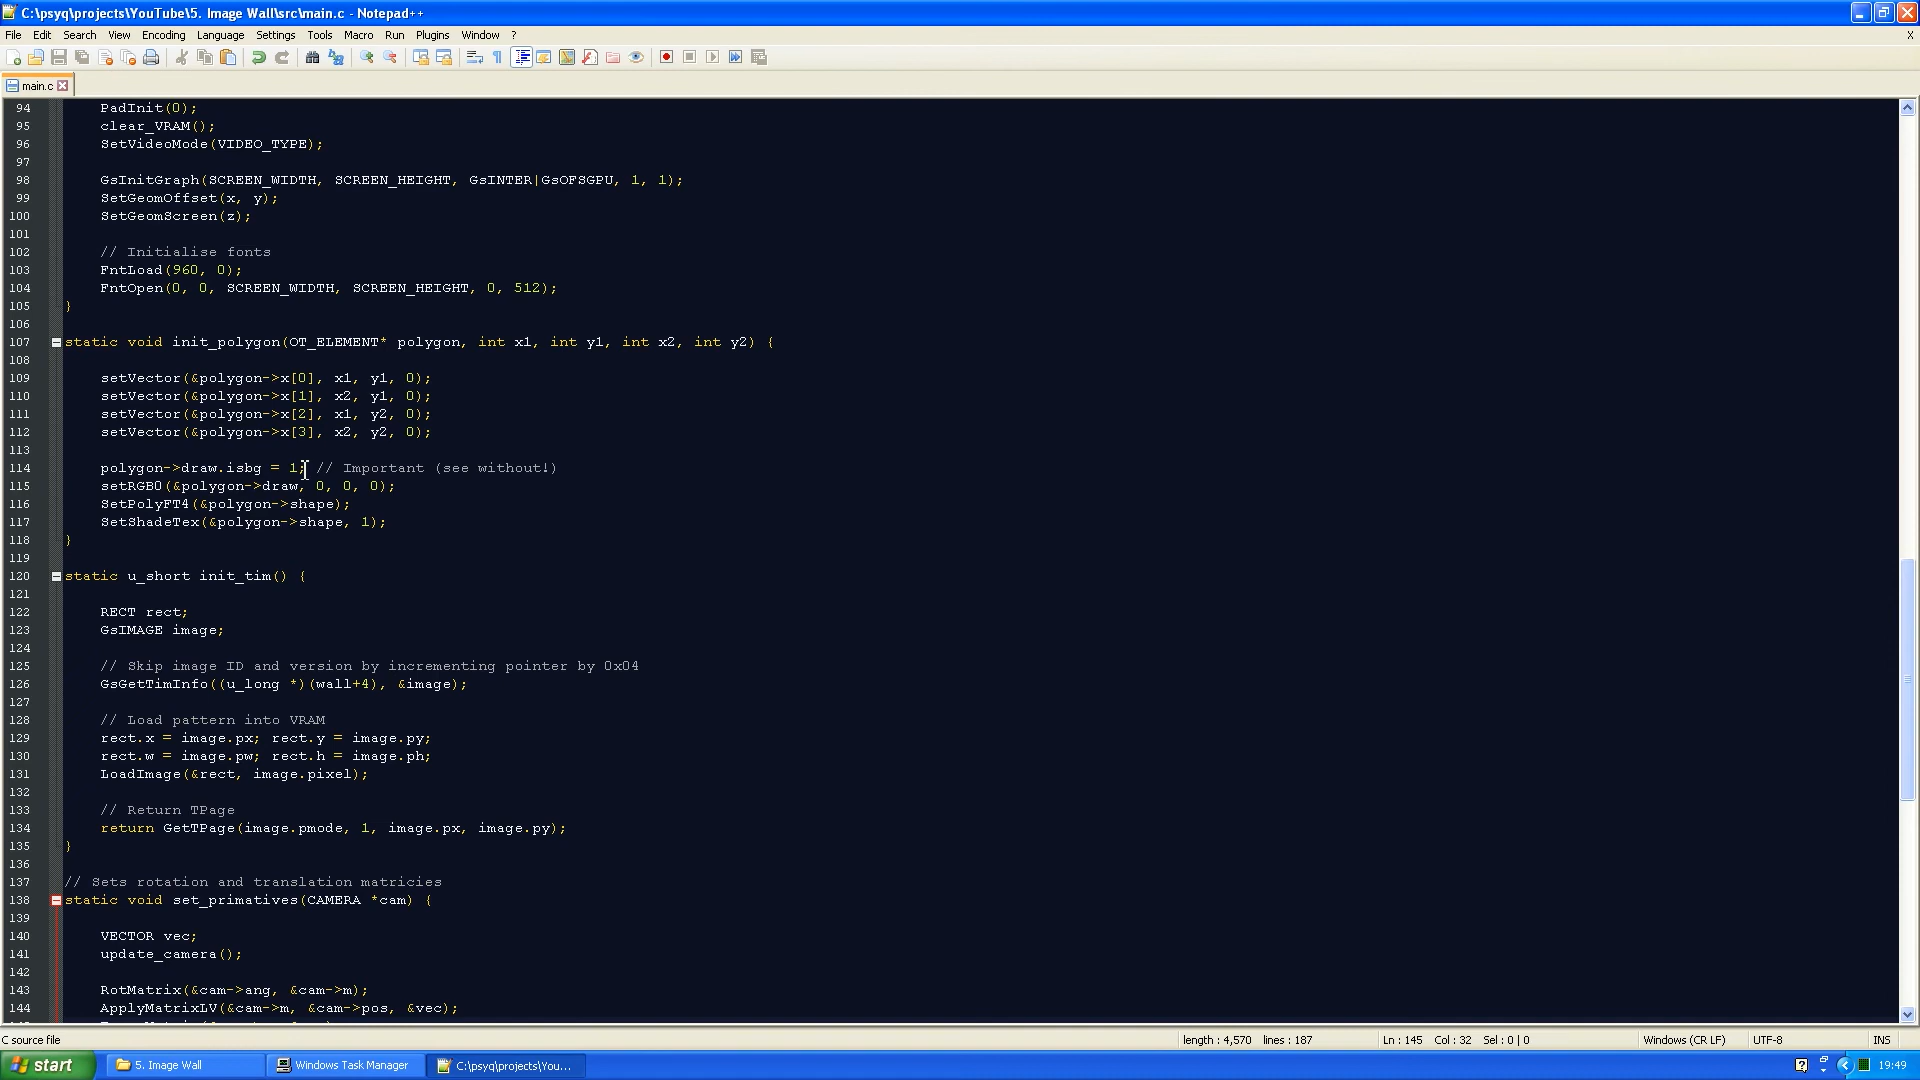 C:\psyq\projects\YouTube\5. Image Wall\src\main.c - Notepad++
File Edit Search View Encoding Language Settings Tools Macro Run Plugins Window ? X
main.c
94 PadInit(0);
95 clear_VRAM();
96 SetVideoMode(VIDEO_TYPE);
97
98 GsInitGraph(SCREEN_WIDTH, SCREEN_HEIGHT, GsINTER|GsOFSGPU, 1, 1);
99 SetGeomOffset(x, y);
100 SetGeomScreen(z);
101
102 // Initialise fonts
103 FntLoad(960, 0);
104 FntOpen(0, 0, SCREEN_WIDTH, SCREEN_HEIGHT, 0, 512);
105 }
106
107 static void init_polygon(OT_ELEMENT* polygon, int x1, int y1, int x2, int y2) {
108
109 setVector(&polygon->x[0], x1, y1, 0);
110 setVector(&polygon->x[1], x2, y1, 0);
111 setVector(&polygon->x[2], x1, y2, 0);
112 setVector(&polygon->x[3], x2, y2, 0);
113
114 polygon->draw.isbg = 1; // Important (see without!)
115 setRGB0(&polygon->draw, 0, 0, 0);
116 SetPolyFT4(&polygon->shape);
117 SetShadeTex(&polygon->shape, 1);
118 }
119
120 static u_short init_tim() {
121
122 RECT rect;
123 GsIMAGE image;
124
125 // Skip image ID and version by incrementing pointer by 0x04
126 GsGetTimInfo((u_long *)(wall+4), &image);
127
128 // Load pattern into VRAM
129 rect.x = image.px; rect.y = image.py;
130 rect.w = image.pw; rect.h = image.ph;
131 LoadImage(&rect, image.pixel);
132
133 // Return TPage
134 return GetTPage(image.pmode, 1, image.px, image.py);
135 }
136
137 // Sets rotation and translation matricies
138 static void set_primatives(CAMERA *cam) {
139
140 VECTOR vec;
141 update_camera();
142
143 RotMatrix(&cam->ang, &cam->m);
144 ApplyMatrixLV(&cam->m, &cam->pos, &vec);
C source file length : 4,570 lines : 187 Ln : 145 Col : 32 Sel : 0 | 0 Windows (CR LF) UTF-8 INS
start 5. Image Wall Windows Task Manager C:\psyq\projects\You... 19:49